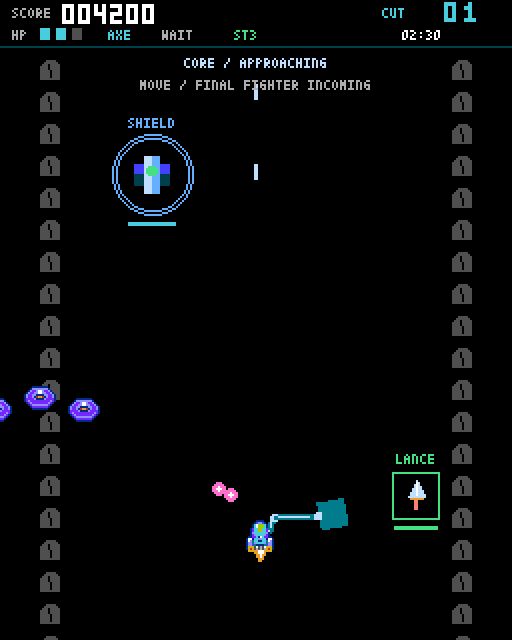 SCORE 004200 CUT 01
HP AXE WAIT ST3 02:30
CORE / APPROACHING
MOVE / FINAL FIGHTER INCOMING
SHIELD
LANCE